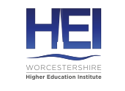 HEI
WORCESTERSHIRE
Higher Education Institute